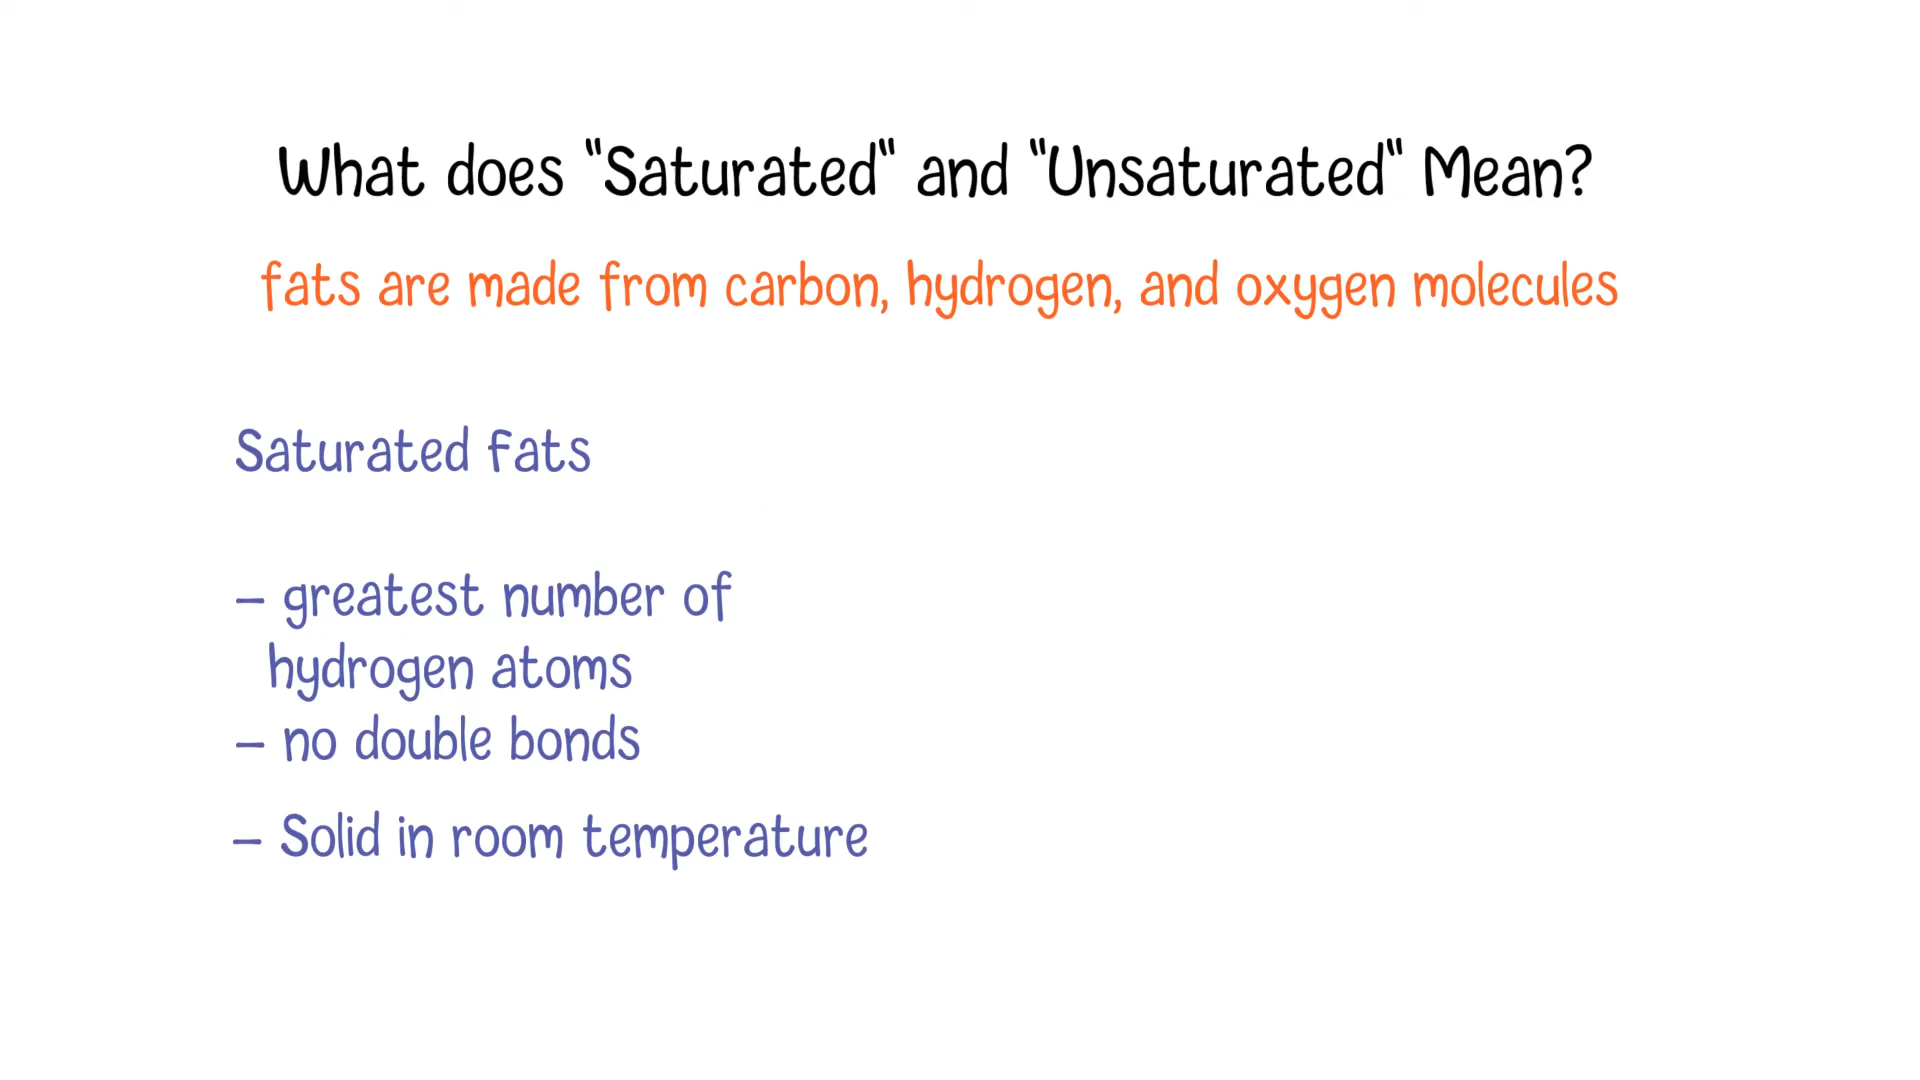 What does "Saturated" and "Unsaturated" Mean?
fats are made from carbon, hydrogen, and oxygen molecules
Saturated fats
– greatest number of
hydrogen atoms
– no double bonds
– Solid in room temperature